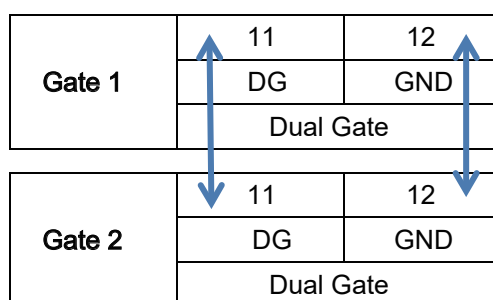 11 12
Gate 1 DG GND
Dual Gate
11 12
Gate 2 DG GND
Dual Gate